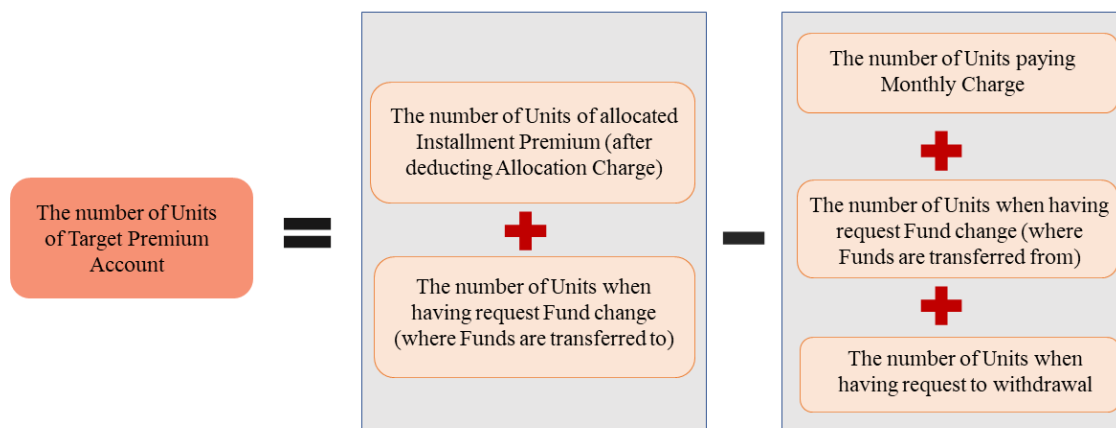 The number of Units
of Target Premium
Account
=
The number of Units of allocated
Installment Premium (after
deducting Allocation Charge)
+
The number of Units when
having request Fund change
(where Funds are transferred to)
-
The number of Units paying
Monthly Charge
+
The number of Units when having
request Fund change (where
Funds are transferred from)
+
The number of Units when
having request to withdrawal